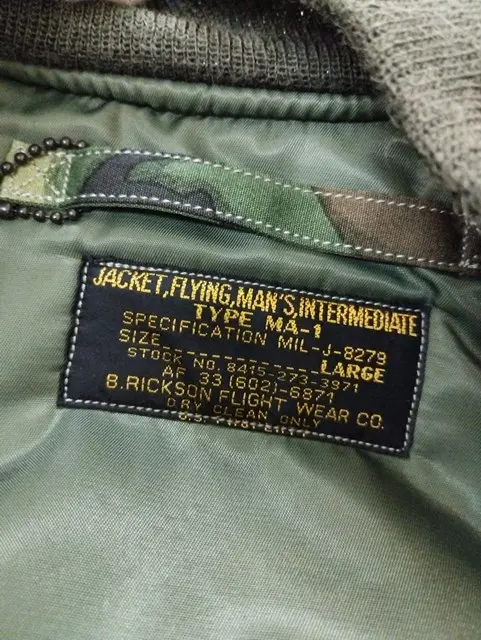 JACKET,FLYING,MAN'S,INTERMEDIATE
TYPE MA-1
SPECIFICATION MIL-J-8279
SIZE LARGE
STOCK NO. 8415-273-3971
AF 33(602)-5871
B.RICKSON FLIGHT WEAR CO.
DRY CLEAN ONLY